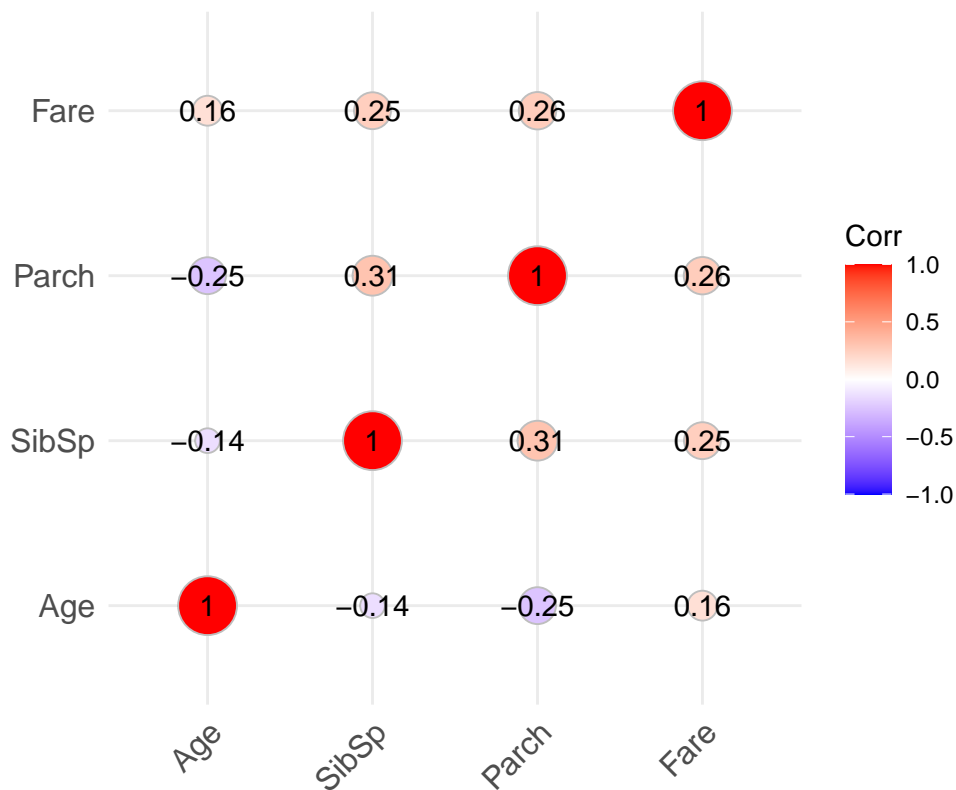 Fare 0.16 0.25 0.26 1
Corr
1.0
Parch −0.25 0.31 1 0.26
0.5
0.0
SibSp −0.14 1 0.31 0.25
−0.5
−1.0
Age 1 −0.14 −0.25 0.16
Age SibSp Parch Fare